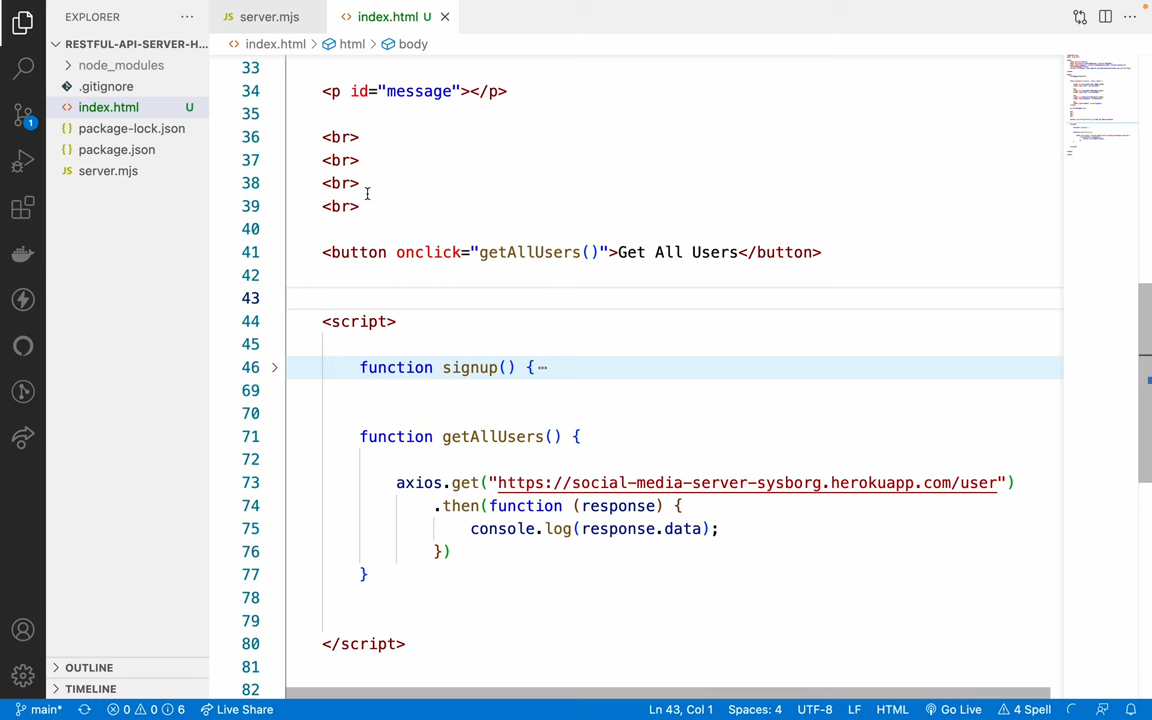 EXPLORER
RESTFUL-API-SERVER-H...
node_modules
.gitignore
index.html U
package-lock.json
package.json
server.mjs
OUTLINE
TIMELINE
JS server.mjs
index.html U
index.html > html > body
33
34 <p id="message"></p>
35
36 <br>
37 <br>
38 <br>
39 <br>
40
41 <button onclick="getAllUsers()">Get All Users</button>
42
43
44 <script>
45
46 function signup() {⋯
69
70
71 function getAllUsers() {
72
73 axios.get("https://social-media-server-sysborg.herokuapp.com/user")
74 .then(function (response) {
75 console.log(response.data);
76 })
77 }
78
79
80 </script>
81
82
1
main* 0 0 6 Live Share Ln 43, Col 1 Spaces: 4 UTF-8 LF HTML Go Live 4 Spell